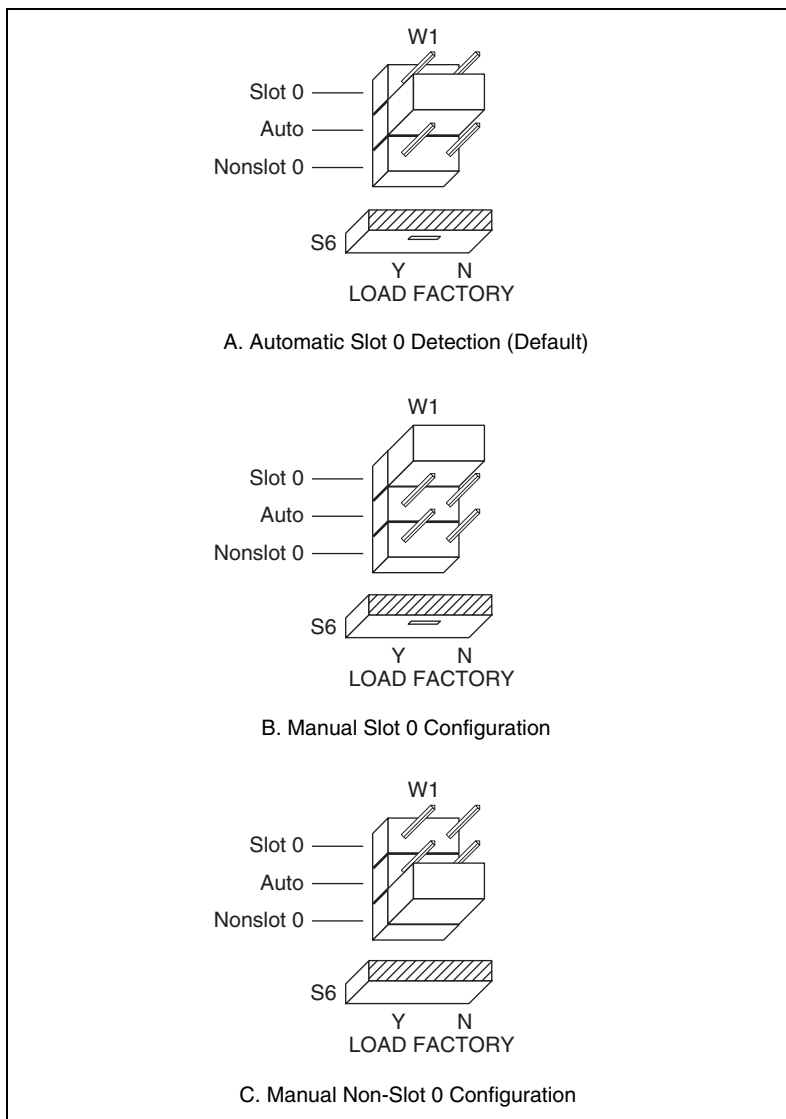 W1
Slot 0
Auto
Nonslot 0
S6
Y N
LOAD FACTORY
A. Automatic Slot 0 Detection (Default)
W1
Slot 0
Auto
Nonslot 0
S6
Y N
LOAD FACTORY
B. Manual Slot 0 Configuration
W1
Slot 0
Auto
Nonslot 0
S6
Y N
LOAD FACTORY
C. Manual Non-Slot 0 Configuration